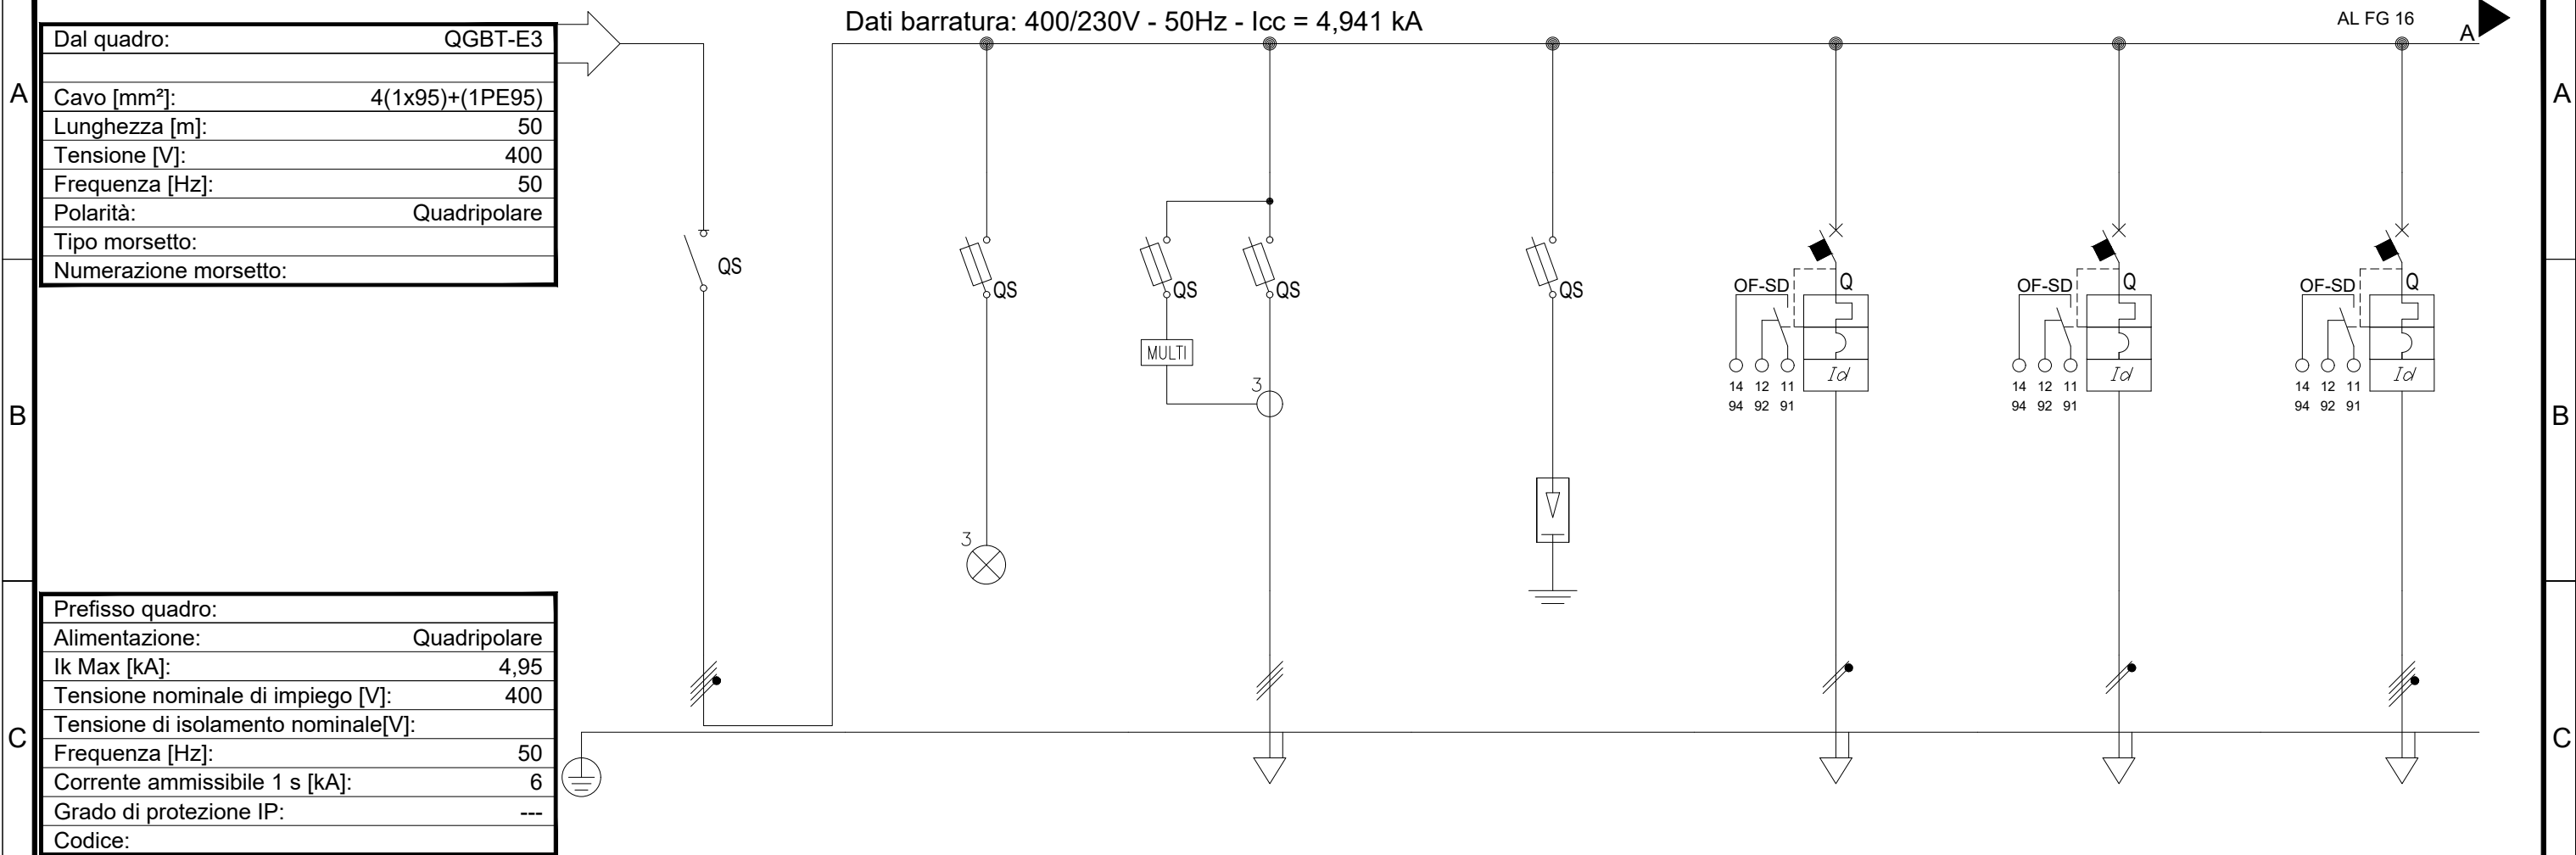 Dati barratura: 400/230V - 50Hz - Icc = 4,941 kA
AL FG 16
A
Dal quadro: QGBT-E3
Cavo [mm²]: 4(1x95)+(1PE95)
Lunghezza [m]: 50
Tensione [V]: 400
Frequenza [Hz]: 50
Polarità: Quadripolare
Tipo morsetto:
Numerazione morsetto:
A
A
QS
QS
QS
QS
QS
MULTI
3
3
OF-SD Q
14 12 11
94 92 91
Id
OF-SD Q
14 12 11
94 92 91
Id
OF-SD Q
14 12 11
94 92 91
Id
B
B
Prefisso quadro:
Alimentazione: Quadripolare
Ik Max [kA]: 4,95
Tensione nominale di impiego [V]: 400
Tensione di isolamento nominale[V]:
Frequenza [Hz]: 50
Corrente ammissibile 1 s [kA]: 6
Grado di protezione IP: ---
Codice:
C
C